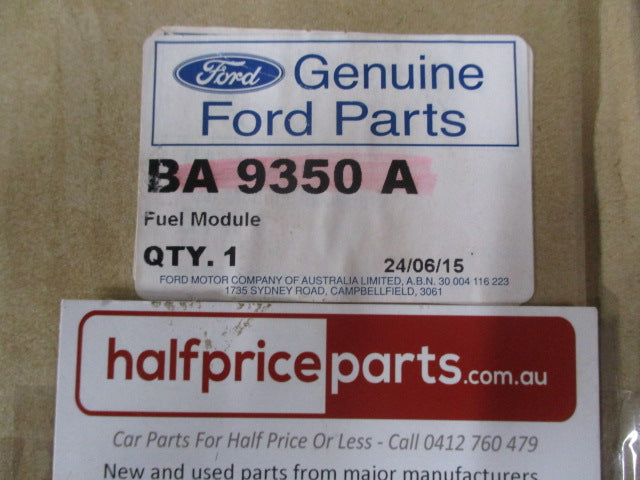 Ford Genuine
Ford Parts
BA 9350 A
Fuel Module
QTY. 1 24/06/15
FORD MOTOR COMPANY OF AUSTRALIA LIMITED, A.B.N. 30 004 116 223
1735 SYDNEY ROAD, CAMPBELLFIELD, 3061
halfpriceparts.com.au
Car Parts For Half Price Or Less - Call 0412 760 479
New and used parts from major manufacturers